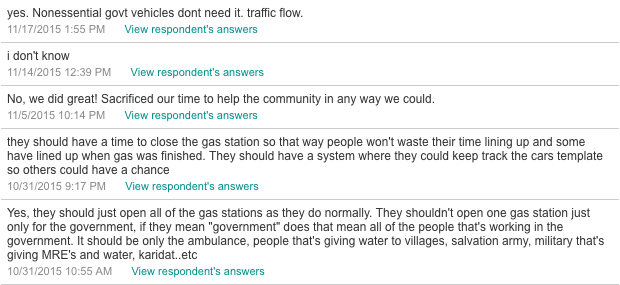 yes. Nonessential govt vehicles dont need it. traffic flow.
11/17/2015 1:55 PM View respondent's answers
i don't know
11/14/2015 12:39 PM View respondent's answers
No, we did great! Sacrificed our time to help the community in any way we could.
11/5/2015 10:14 PM View respondent's answers
they should have a time to close the gas station so that way people won't waste their time lining up and some
have lined up when gas was finished. They should have a system where they could keep track the cars template
so others could have a chance
10/31/2015 9:17 PM View respondent's answers
Yes, they should just open all of the gas stations as they do normally. They shouldn't open one gas station just
only for the government, if they mean "government" does that mean all of the people that's working in the
government. It should be only the ambulance, people that's giving water to villages, salvation army, military that's
giving MRE's and water, karidat..etc
10/31/2015 10:55 AM View respondent's answers